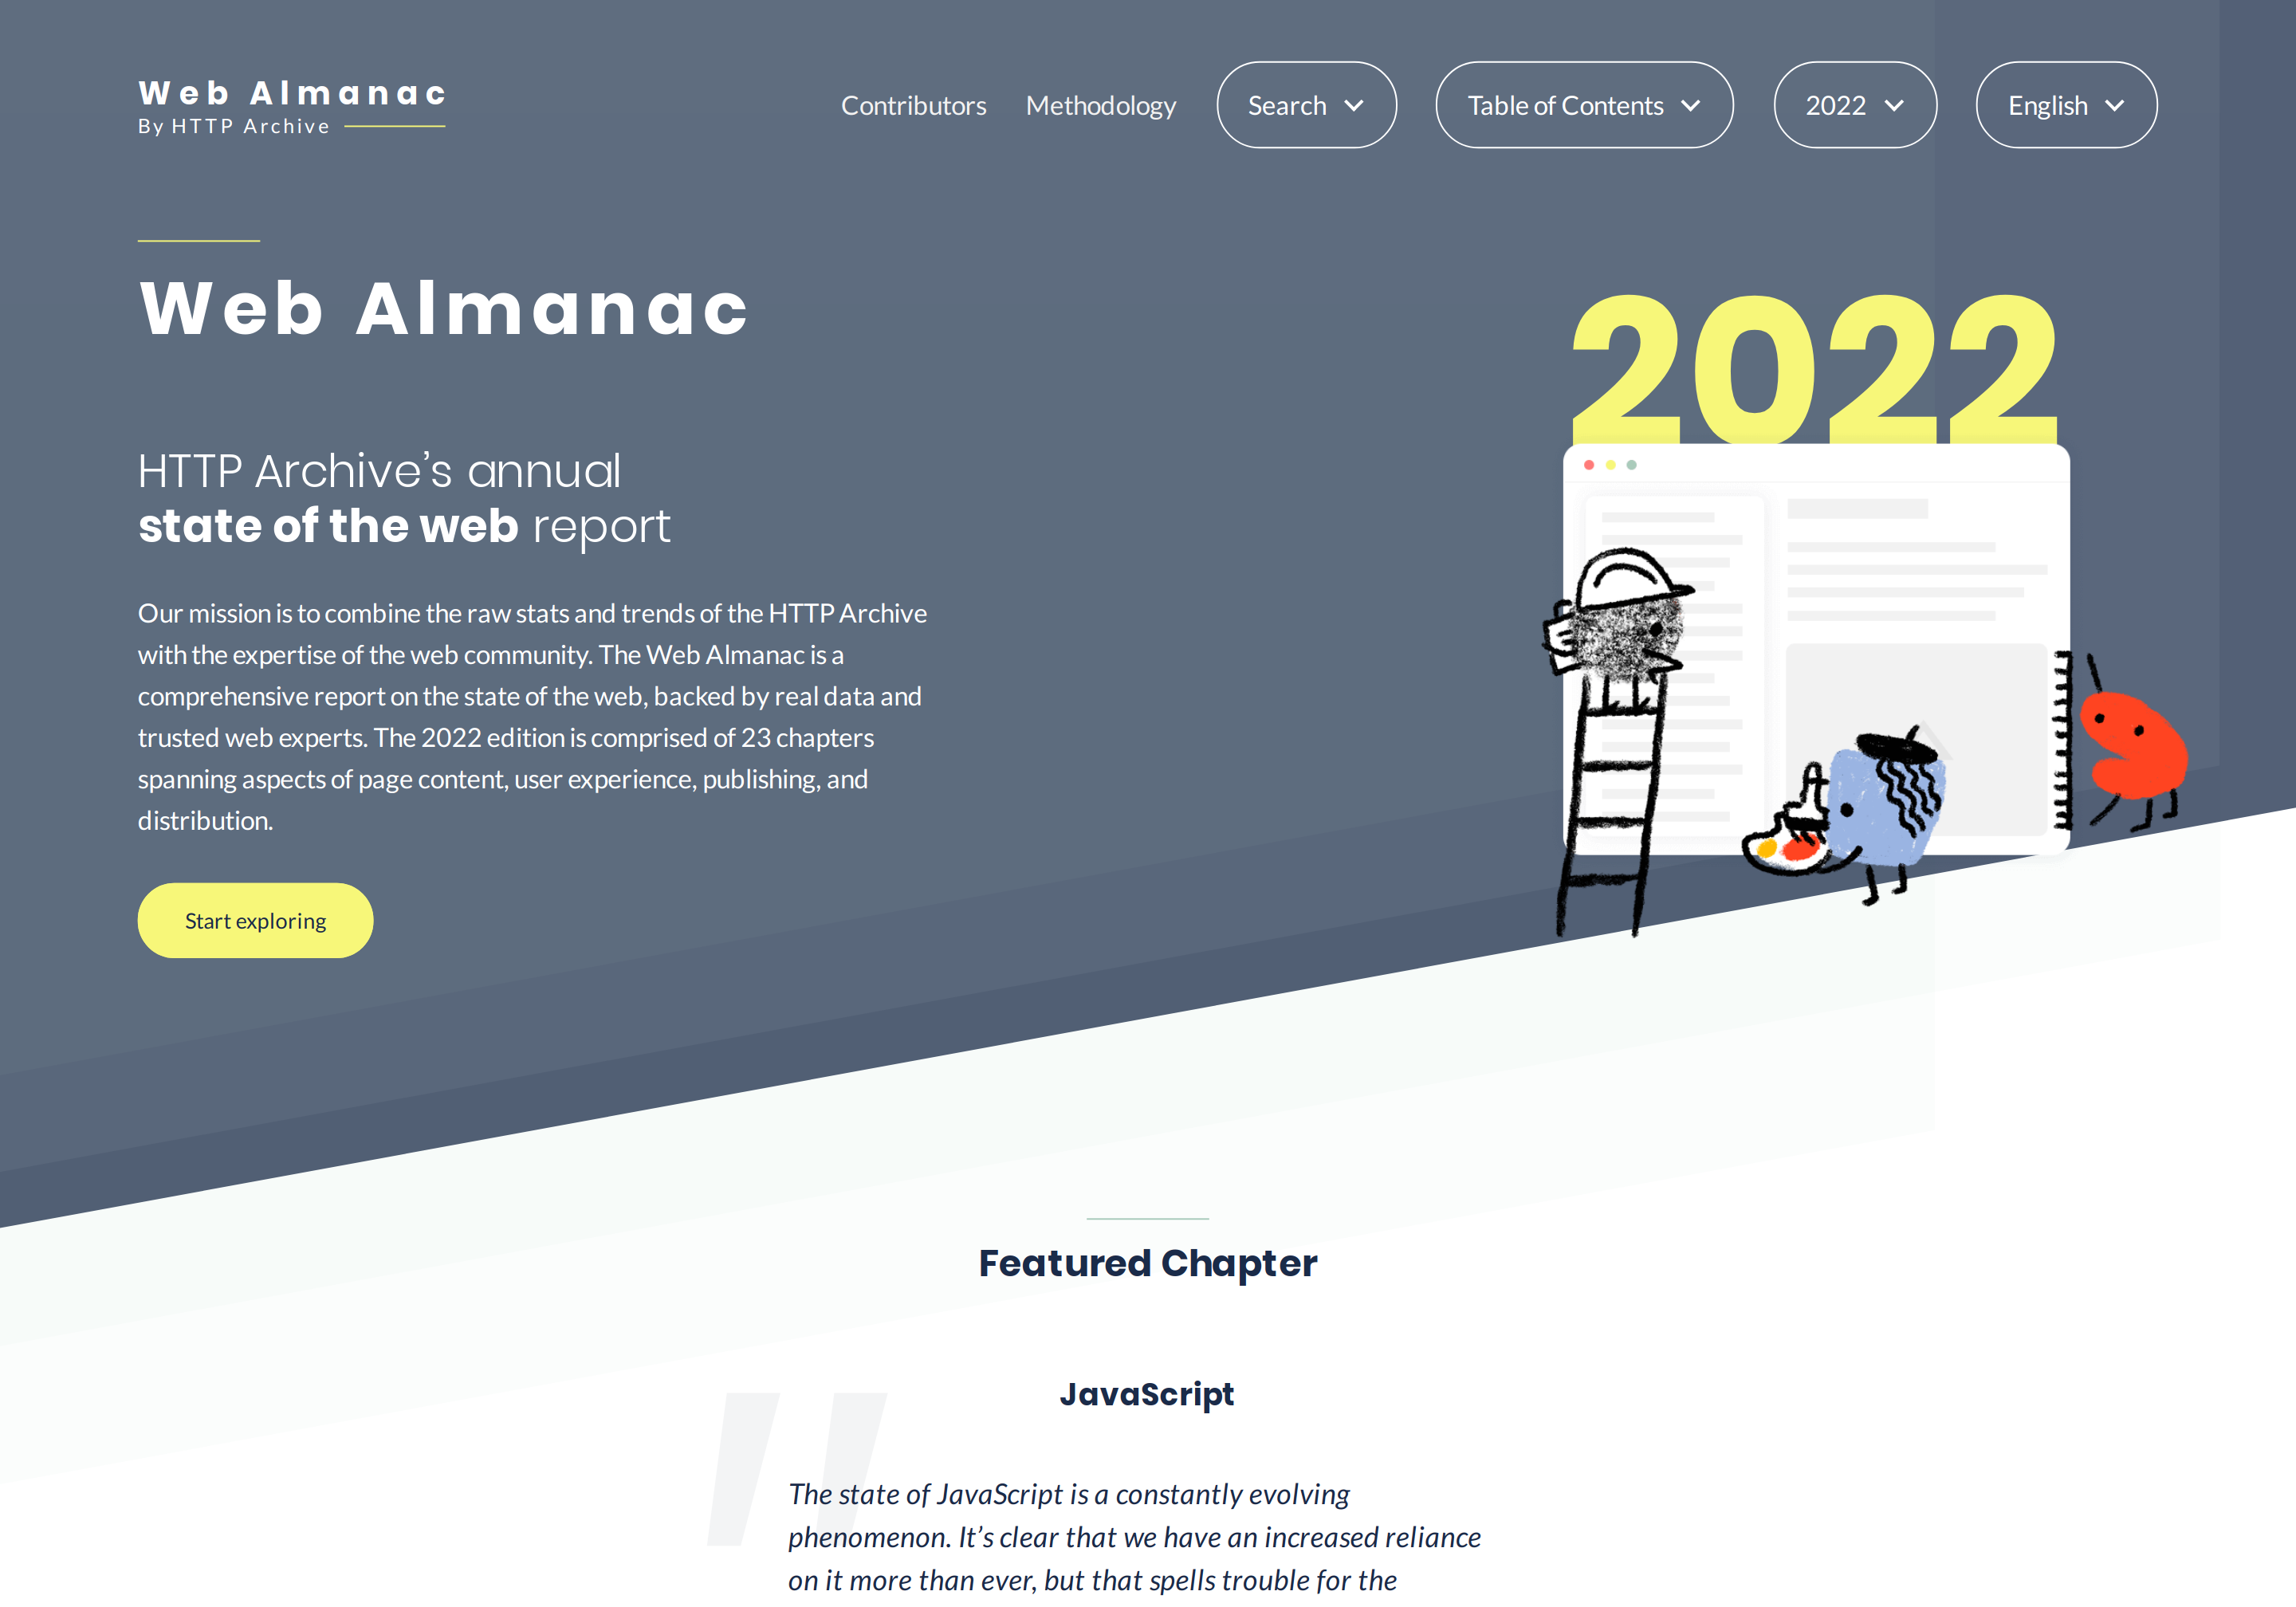 Web Almanac
By HTTP Archive
Contributors
Methodology
Search
Table of Contents
2022
English
Web Almanac
HTTP Archive’s annual
state of the web report
Our mission is to combine the raw stats and trends of the HTTP Archive
with the expertise of the web community. The Web Almanac is a
comprehensive report on the state of the web, backed by real data and
trusted web experts. The 2022 edition is comprised of 23 chapters
spanning aspects of page content, user experience, publishing, and
distribution.
Start exploring
2022
Featured Chapter
JavaScript
"
The state of JavaScript is a constantly evolving
phenomenon. It’s clear that we have an increased reliance
on it more than ever, but that spells trouble for the